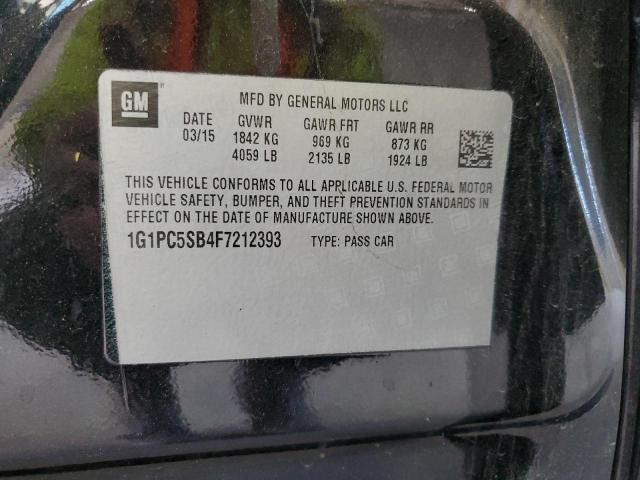 GM
MFD BY GENERAL MOTORS LLC
DATE GVWR GAWR FRT GAWR RR
03/15 1842 KG 969 KG 873 KG
4059 LB 2135 LB 1924 LB
THIS VEHICLE CONFORMS TO ALL APPLICABLE U.S. FEDERAL MOTOR
VEHICLE SAFETY, BUMPER, AND THEFT PREVENTION STANDARDS IN
EFFECT ON THE DATE OF MANUFACTURE SHOWN ABOVE.
1G1PC5SB4F7212393 TYPE: PASS CAR